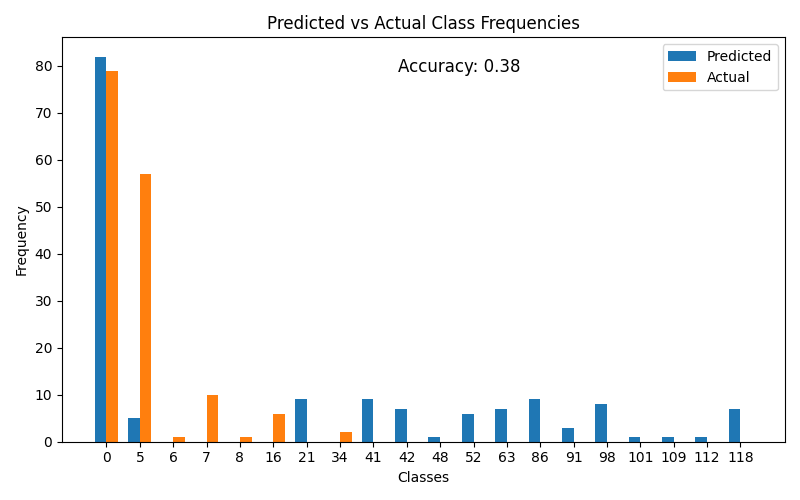 Predicted vs Actual Class Frequencies
Accuracy: 0.38
Predicted
Actual
Frequency
80
70
60
50
40
30
20
10
0
0 5 6 7 8 16 21 34 41 42 48 52 63 86 91 98 101 109 112 118
Classes